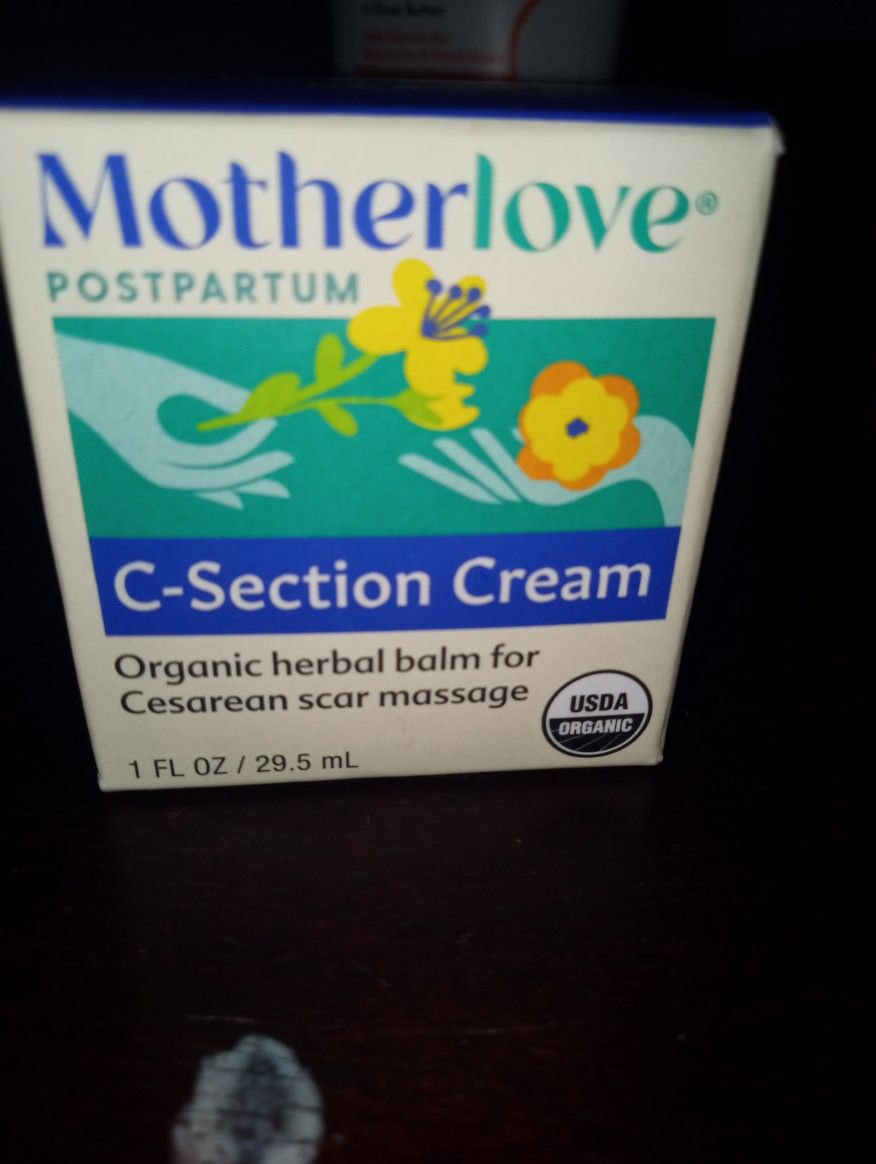 Motherlove®
POSTPARTUM
C-Section Cream
Organic herbal balm for
Cesarean scar massage
USDA
ORGANIC
1 FL OZ / 29.5 mL